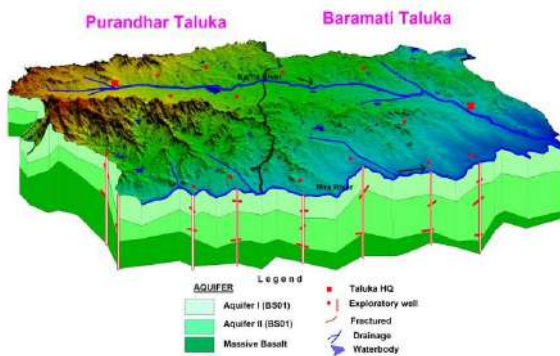 Purandhar Taluka
Baramati Taluka
Karha River
Nira River
Legend
AQUIFER
Aquifer I (BS01)
Aquifer II (BS01)
Massive Basalt
Taluka HQ
Exploratory well
Fractured
Drainage
Waterbody